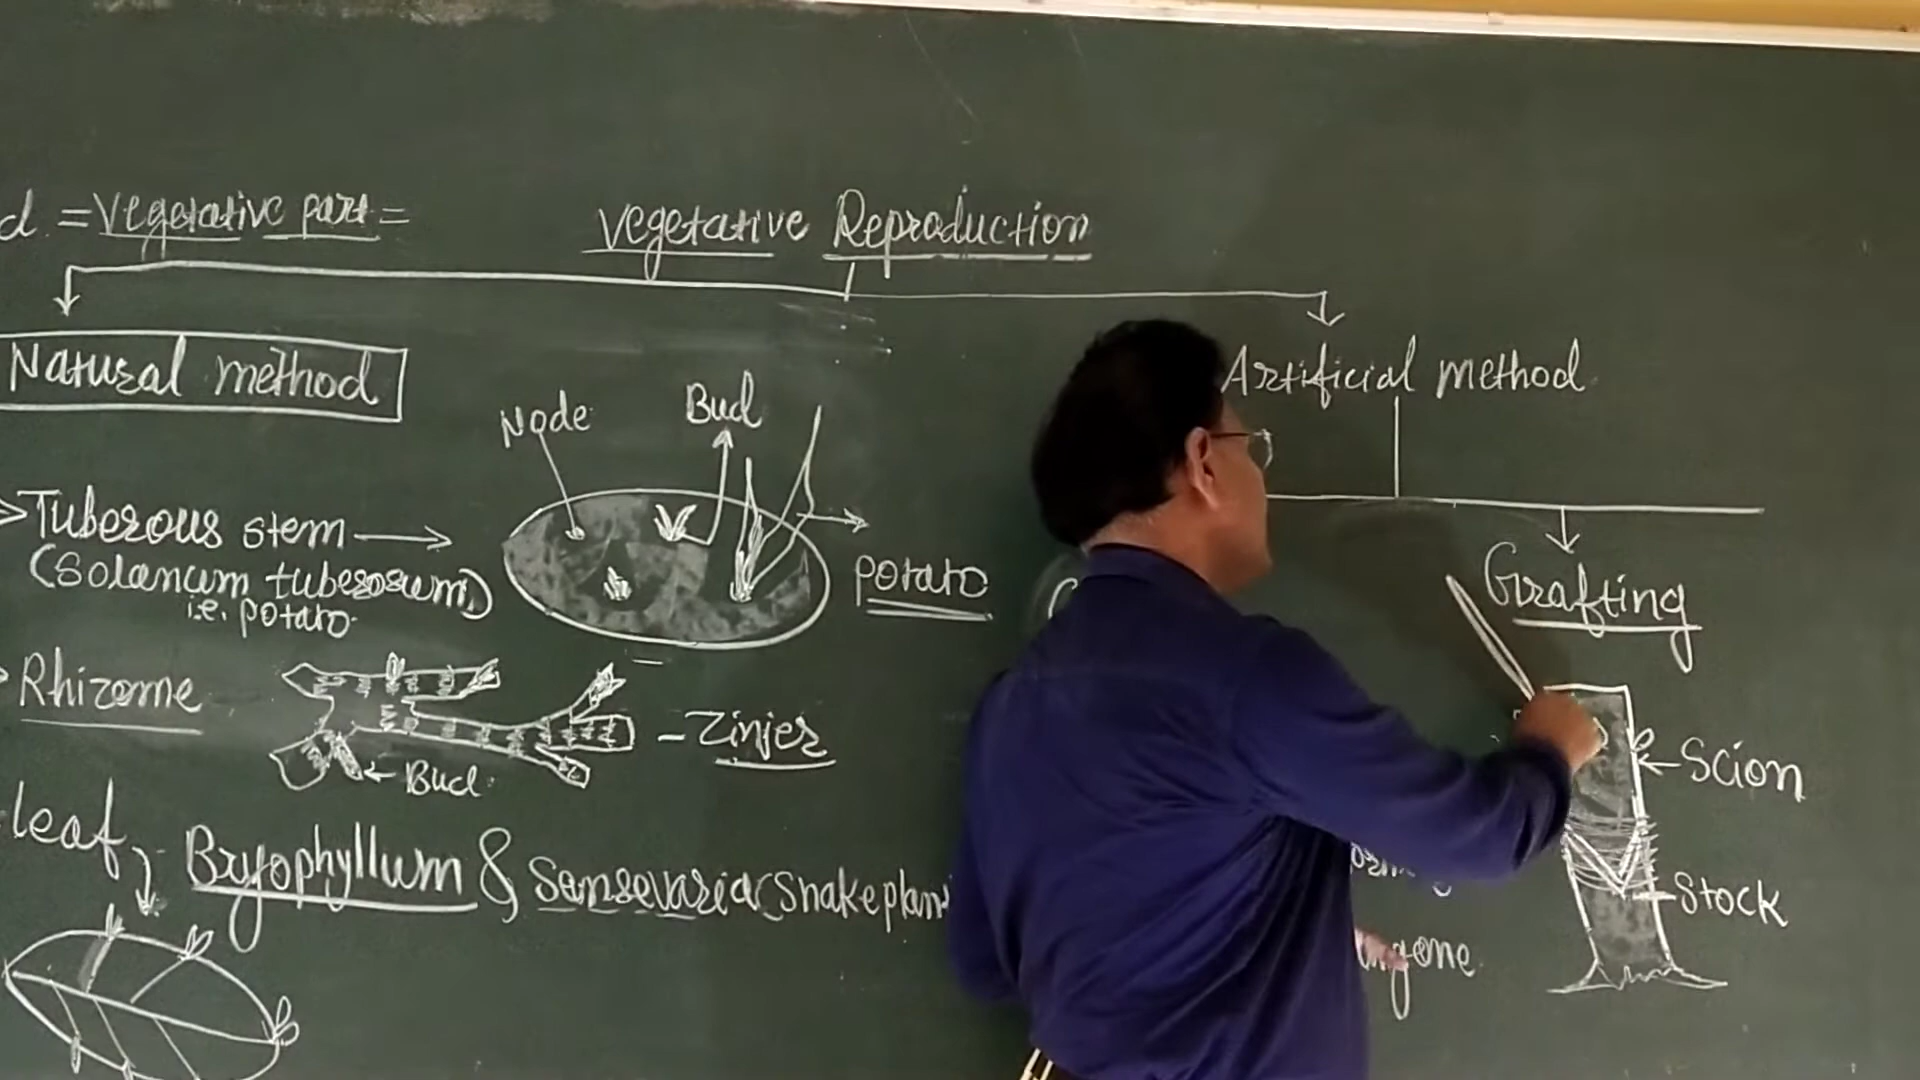 d = Vegetative part =
Vegetative Reproduction
Natural method
Artificial method
Node
Bud
Tuberous stem
(Solanum tuberosum)
i.e. potato
potato
Grafting
Rhizome
Zinjer
Bud
Scion
Stock
leaf
Bryophyllum & Sansevaria (Snake plan